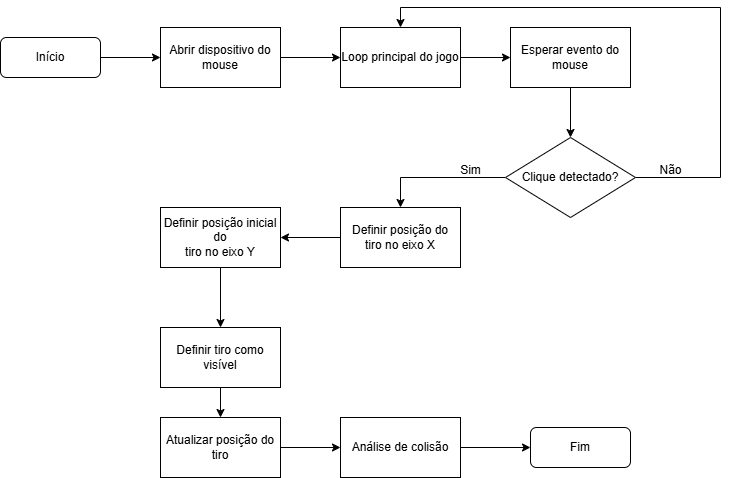 Início
Abrir dispositivo do
mouse
Loop principal do jogo
Esperar evento do
mouse
Clique detectado?
Sim
Não
Definir posição do
tiro no eixo X
Definir posição inicial
do
tiro no eixo Y
Definir tiro como
visível
Atualizar posição do
tiro
Análise de colisão
Fim